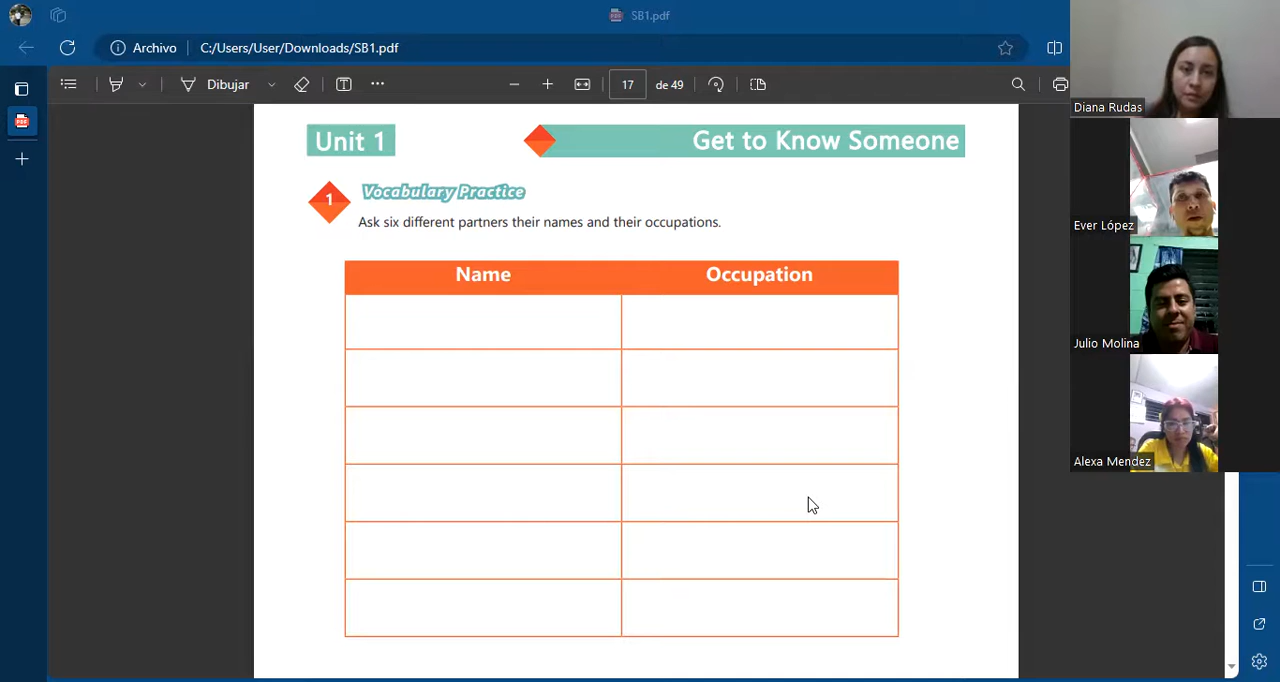 SB1.pdf
Archivo
C:/Users/User/Downloads/SB1.pdf
Dibujar
17
de 49
Unit 1
Get to Know Someone
1
Vocabulary Practice
Ask six different partners their names and their occupations.
Name
Occupation
Diana Rudas
Ever López
Julio Molina
Alexa Mendez